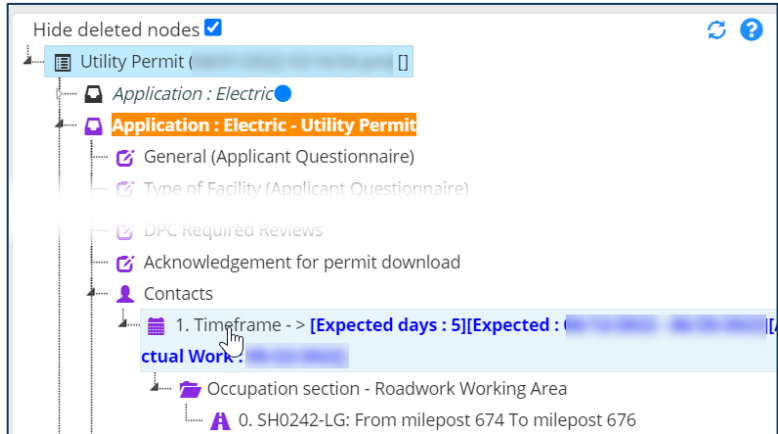 Hide deleted nodes
Utility Permit ( []
Application : Electric
Application : Electric - Utility Permit
General (Applicant Questionnaire)
Type of Facility (Applicant Questionnaire)
DPC Required Reviews
Acknowledgement for permit download
Contacts
1. Timeframe - > [Expected days : 5][Expected : ][A
ctual Work :
Occupation section - Roadwork Working Area
0. SH0242-LG: From milepost 674 To milepost 676